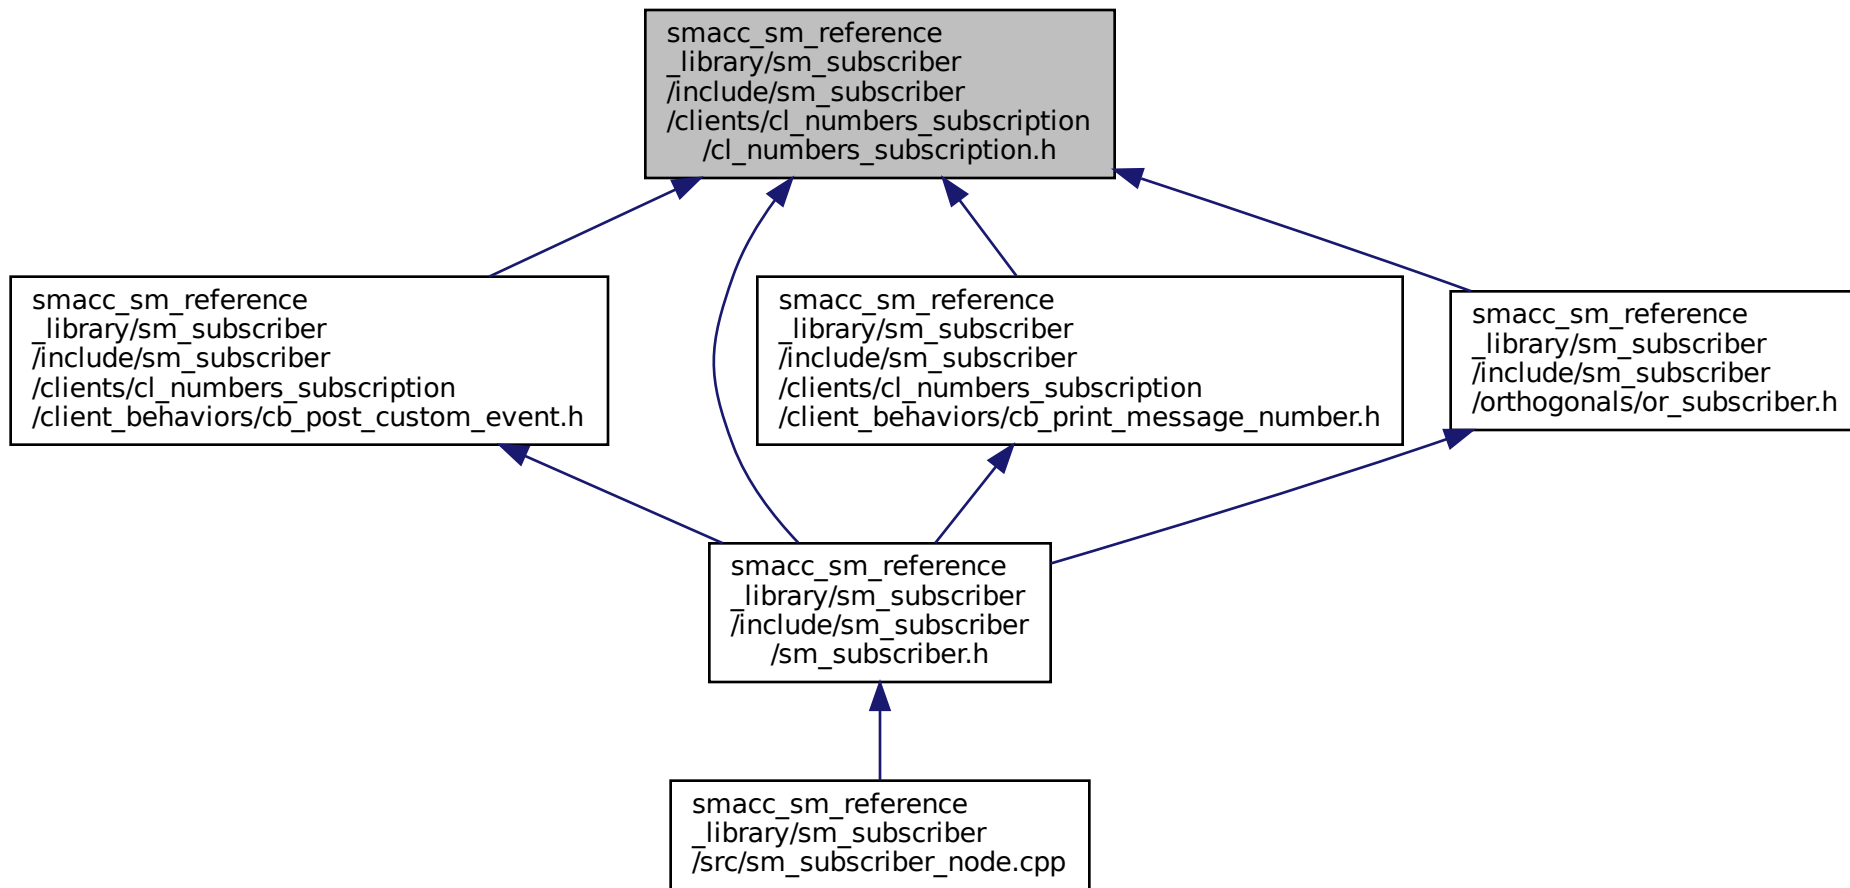 smacc_sm_reference
_library/sm_subscriber
/include/sm_subscriber
/clients/cl_numbers_subscription
/cl_numbers_subscription.h
smacc_sm_reference
_library/sm_subscriber
/include/sm_subscriber
/clients/cl_numbers_subscription
/client_behaviors/cb_post_custom_event.h
smacc_sm_reference
_library/sm_subscriber
/include/sm_subscriber
/clients/cl_numbers_subscription
/client_behaviors/cb_print_message_number.h
smacc_sm_reference
_library/sm_subscriber
/include/sm_subscriber
/orthogonals/or_subscriber.h
smacc_sm_reference
_library/sm_subscriber
/include/sm_subscriber
/sm_subscriber.h
smacc_sm_reference
_library/sm_subscriber
/src/sm_subscriber_node.cpp